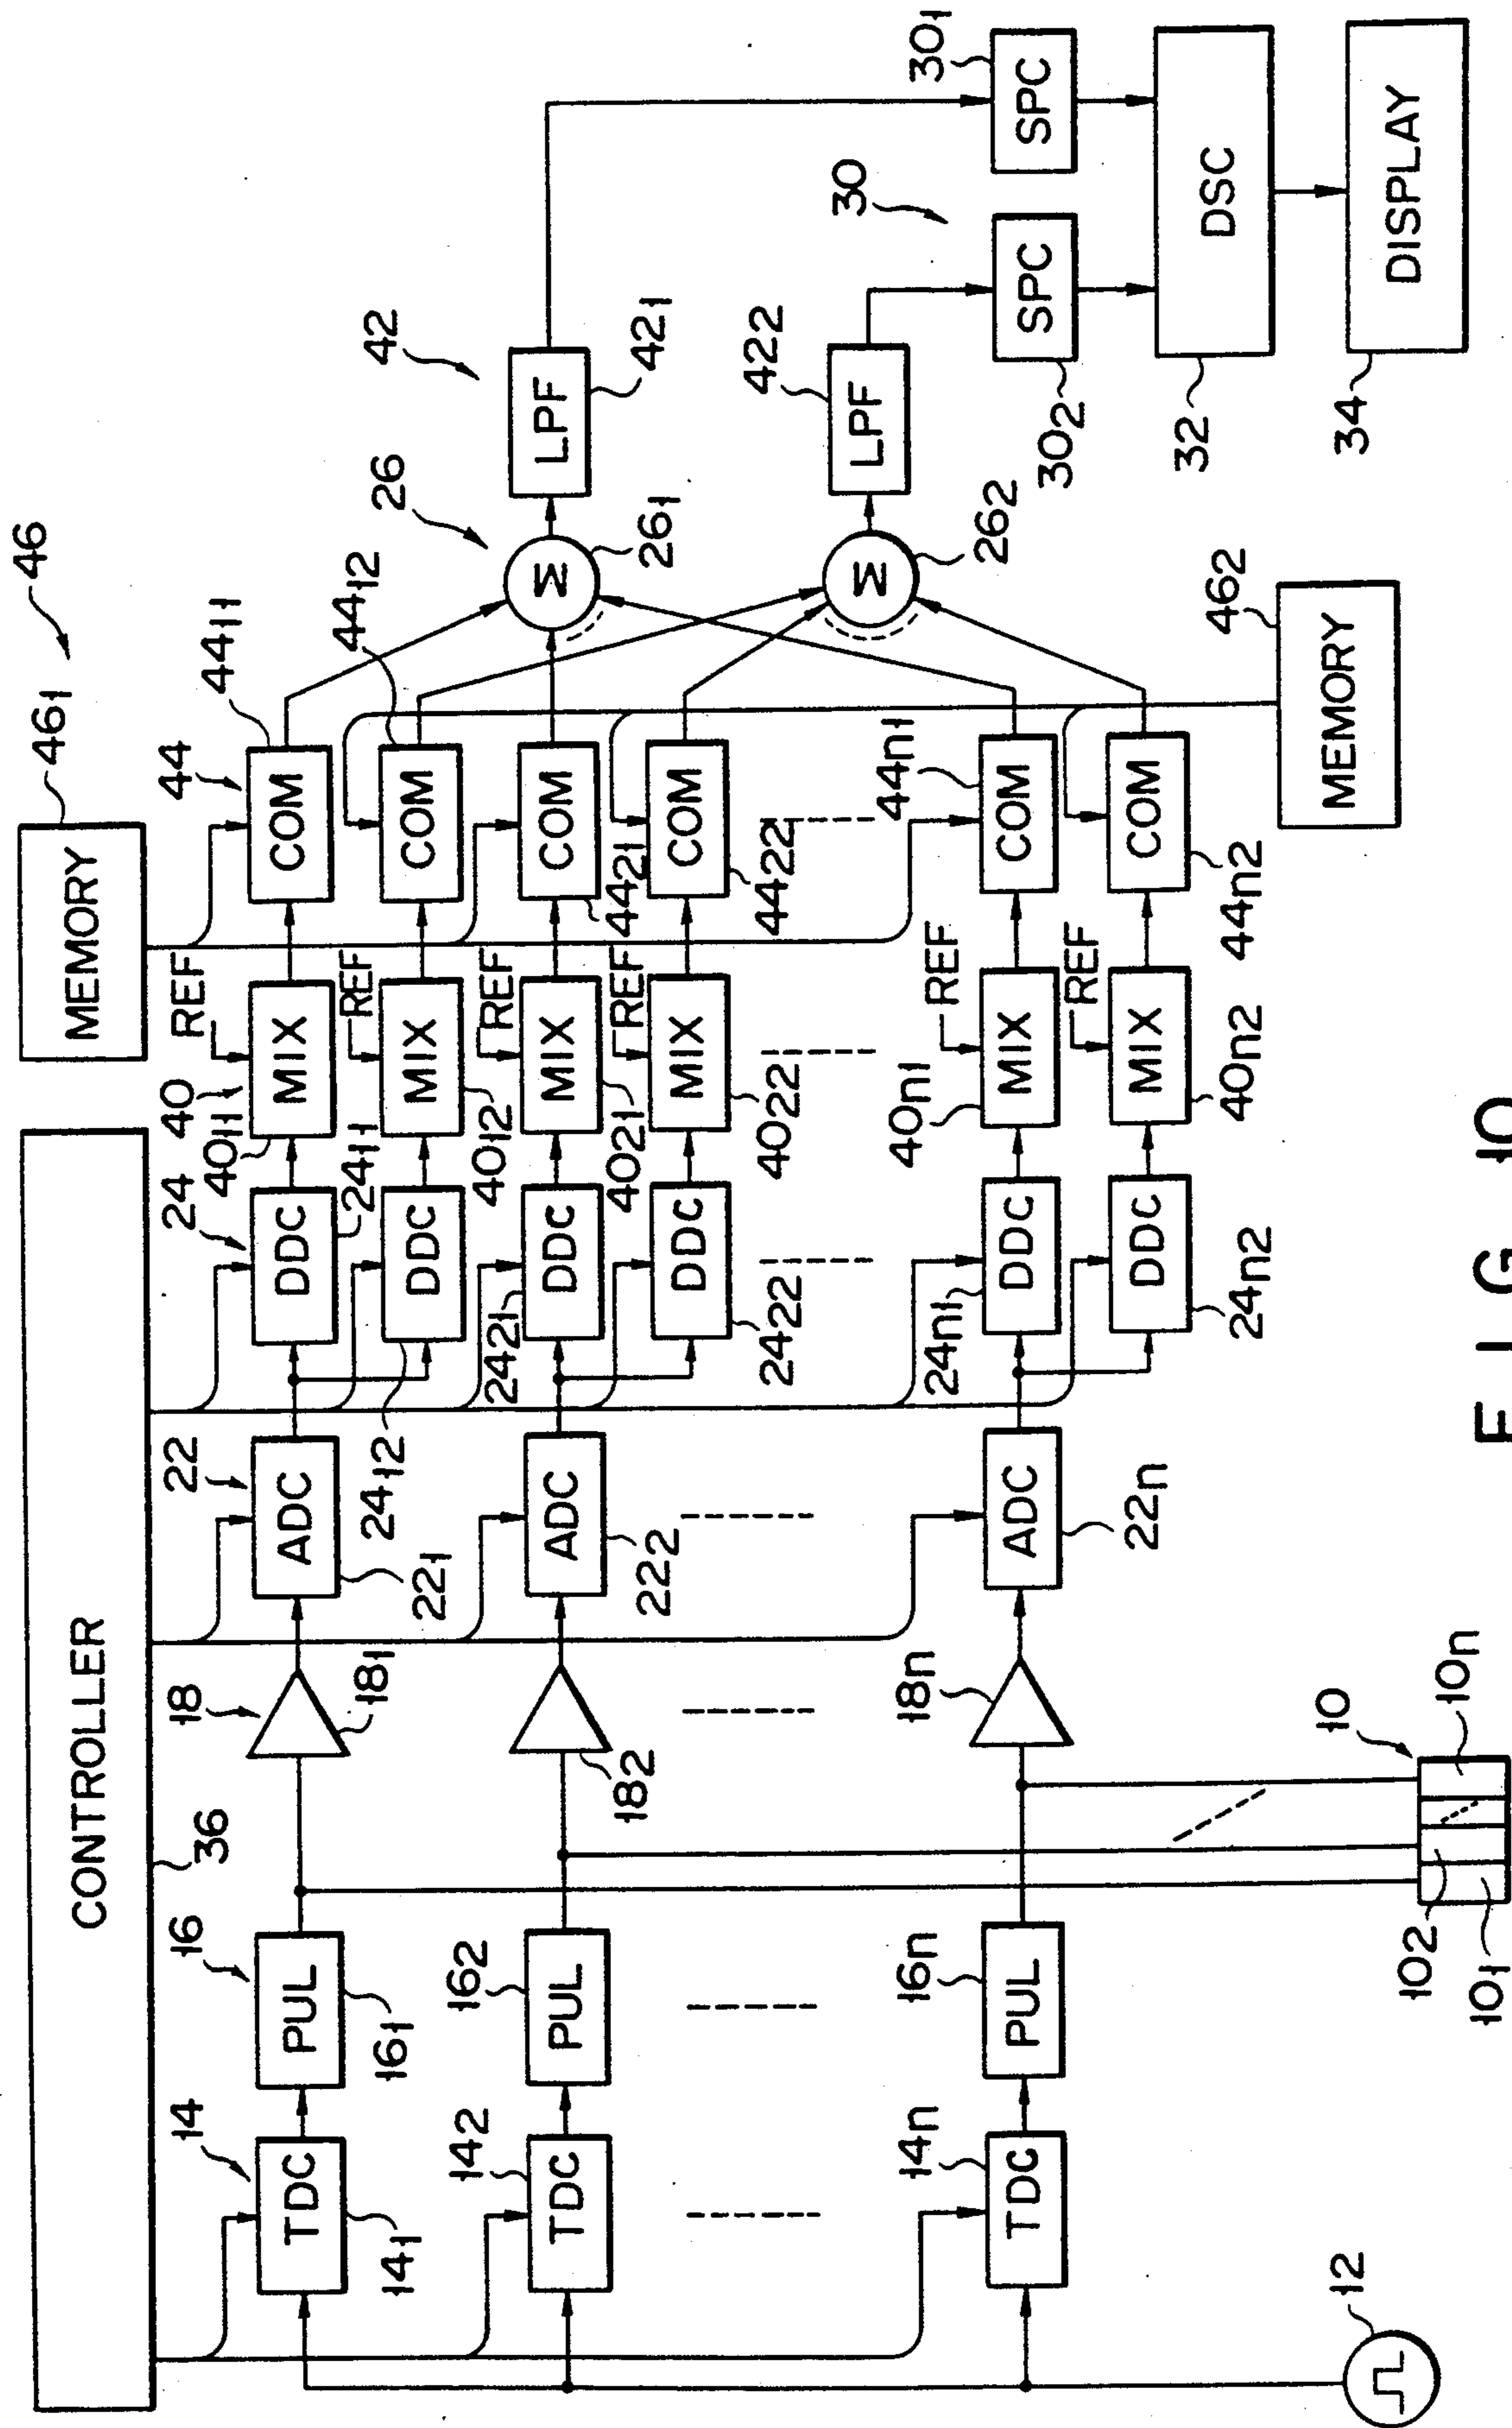 CONTROLLER
36
MEMORY
46₁
46
14
TDC
14₁
16
PUL
16₁
18
18₁
22
ADC
22₁
24
DDC
24₁₁
40
40₁₁
MIX
REF
44
COM
44₁₁
DDC
24₁₂
MIX
40₁₂
REF
COM
44₁₂
14₂
TDC
16₂
PUL
18₂
ADC
22₂
24₂₁
DDC
MIX
40₂₁
REF
COM
44₂₁
DDC
24₂₂
MIX
40₂₂
REF
COM
44₂₂
14n
TDC
16n
PUL
18n
ADC
22n
24n1
DDC
40n1
MIX
REF
COM
44n1
DDC
24n2
MIX
40n2
REF
COM
44n2
26
Σ
26₁
42
LPF
42₁
Σ
26₂
LPF
42₂
30
SPC
30₁
SPC
30₂
DSC
32
DISPLAY
34
MEMORY
46₂
12
10
10₁
10₂
10n
FIG. 10